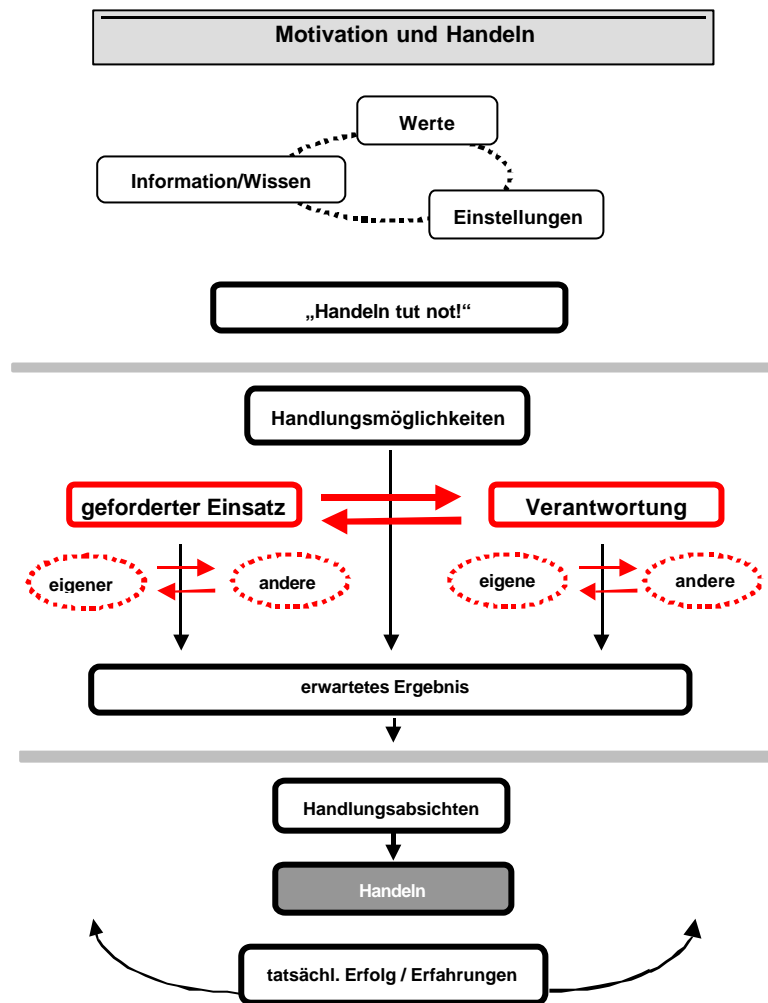 Motivation und Handeln
Werte
Information/Wissen
Einstellungen
„Handeln tut not!“
Handlungsmöglichkeiten
geforderter Einsatz
Verantwortung
eigener
andere
eigene
andere
erwartetes Ergebnis
Handlungsabsichten
Handeln
tatsächl. Erfolg / Erfahrungen